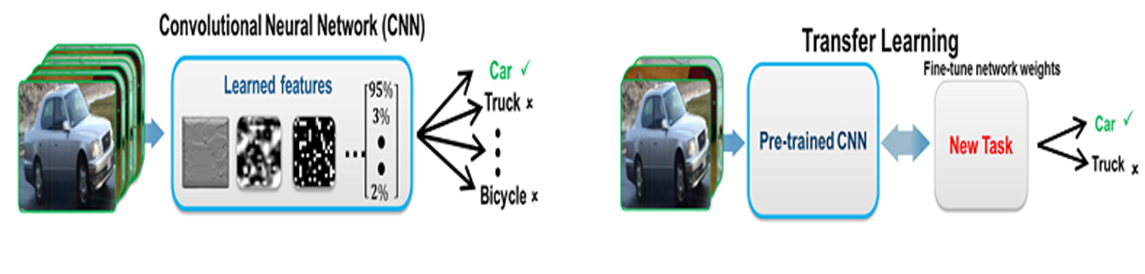 Convolutional Neural Network (CNN)
Learned features
95%
3%
2%
Car ✓
Truck ×
Bicycle ×
Transfer Learning
Fine-tune network weights
Pre-trained CNN
New Task
Car ✓
Truck ×